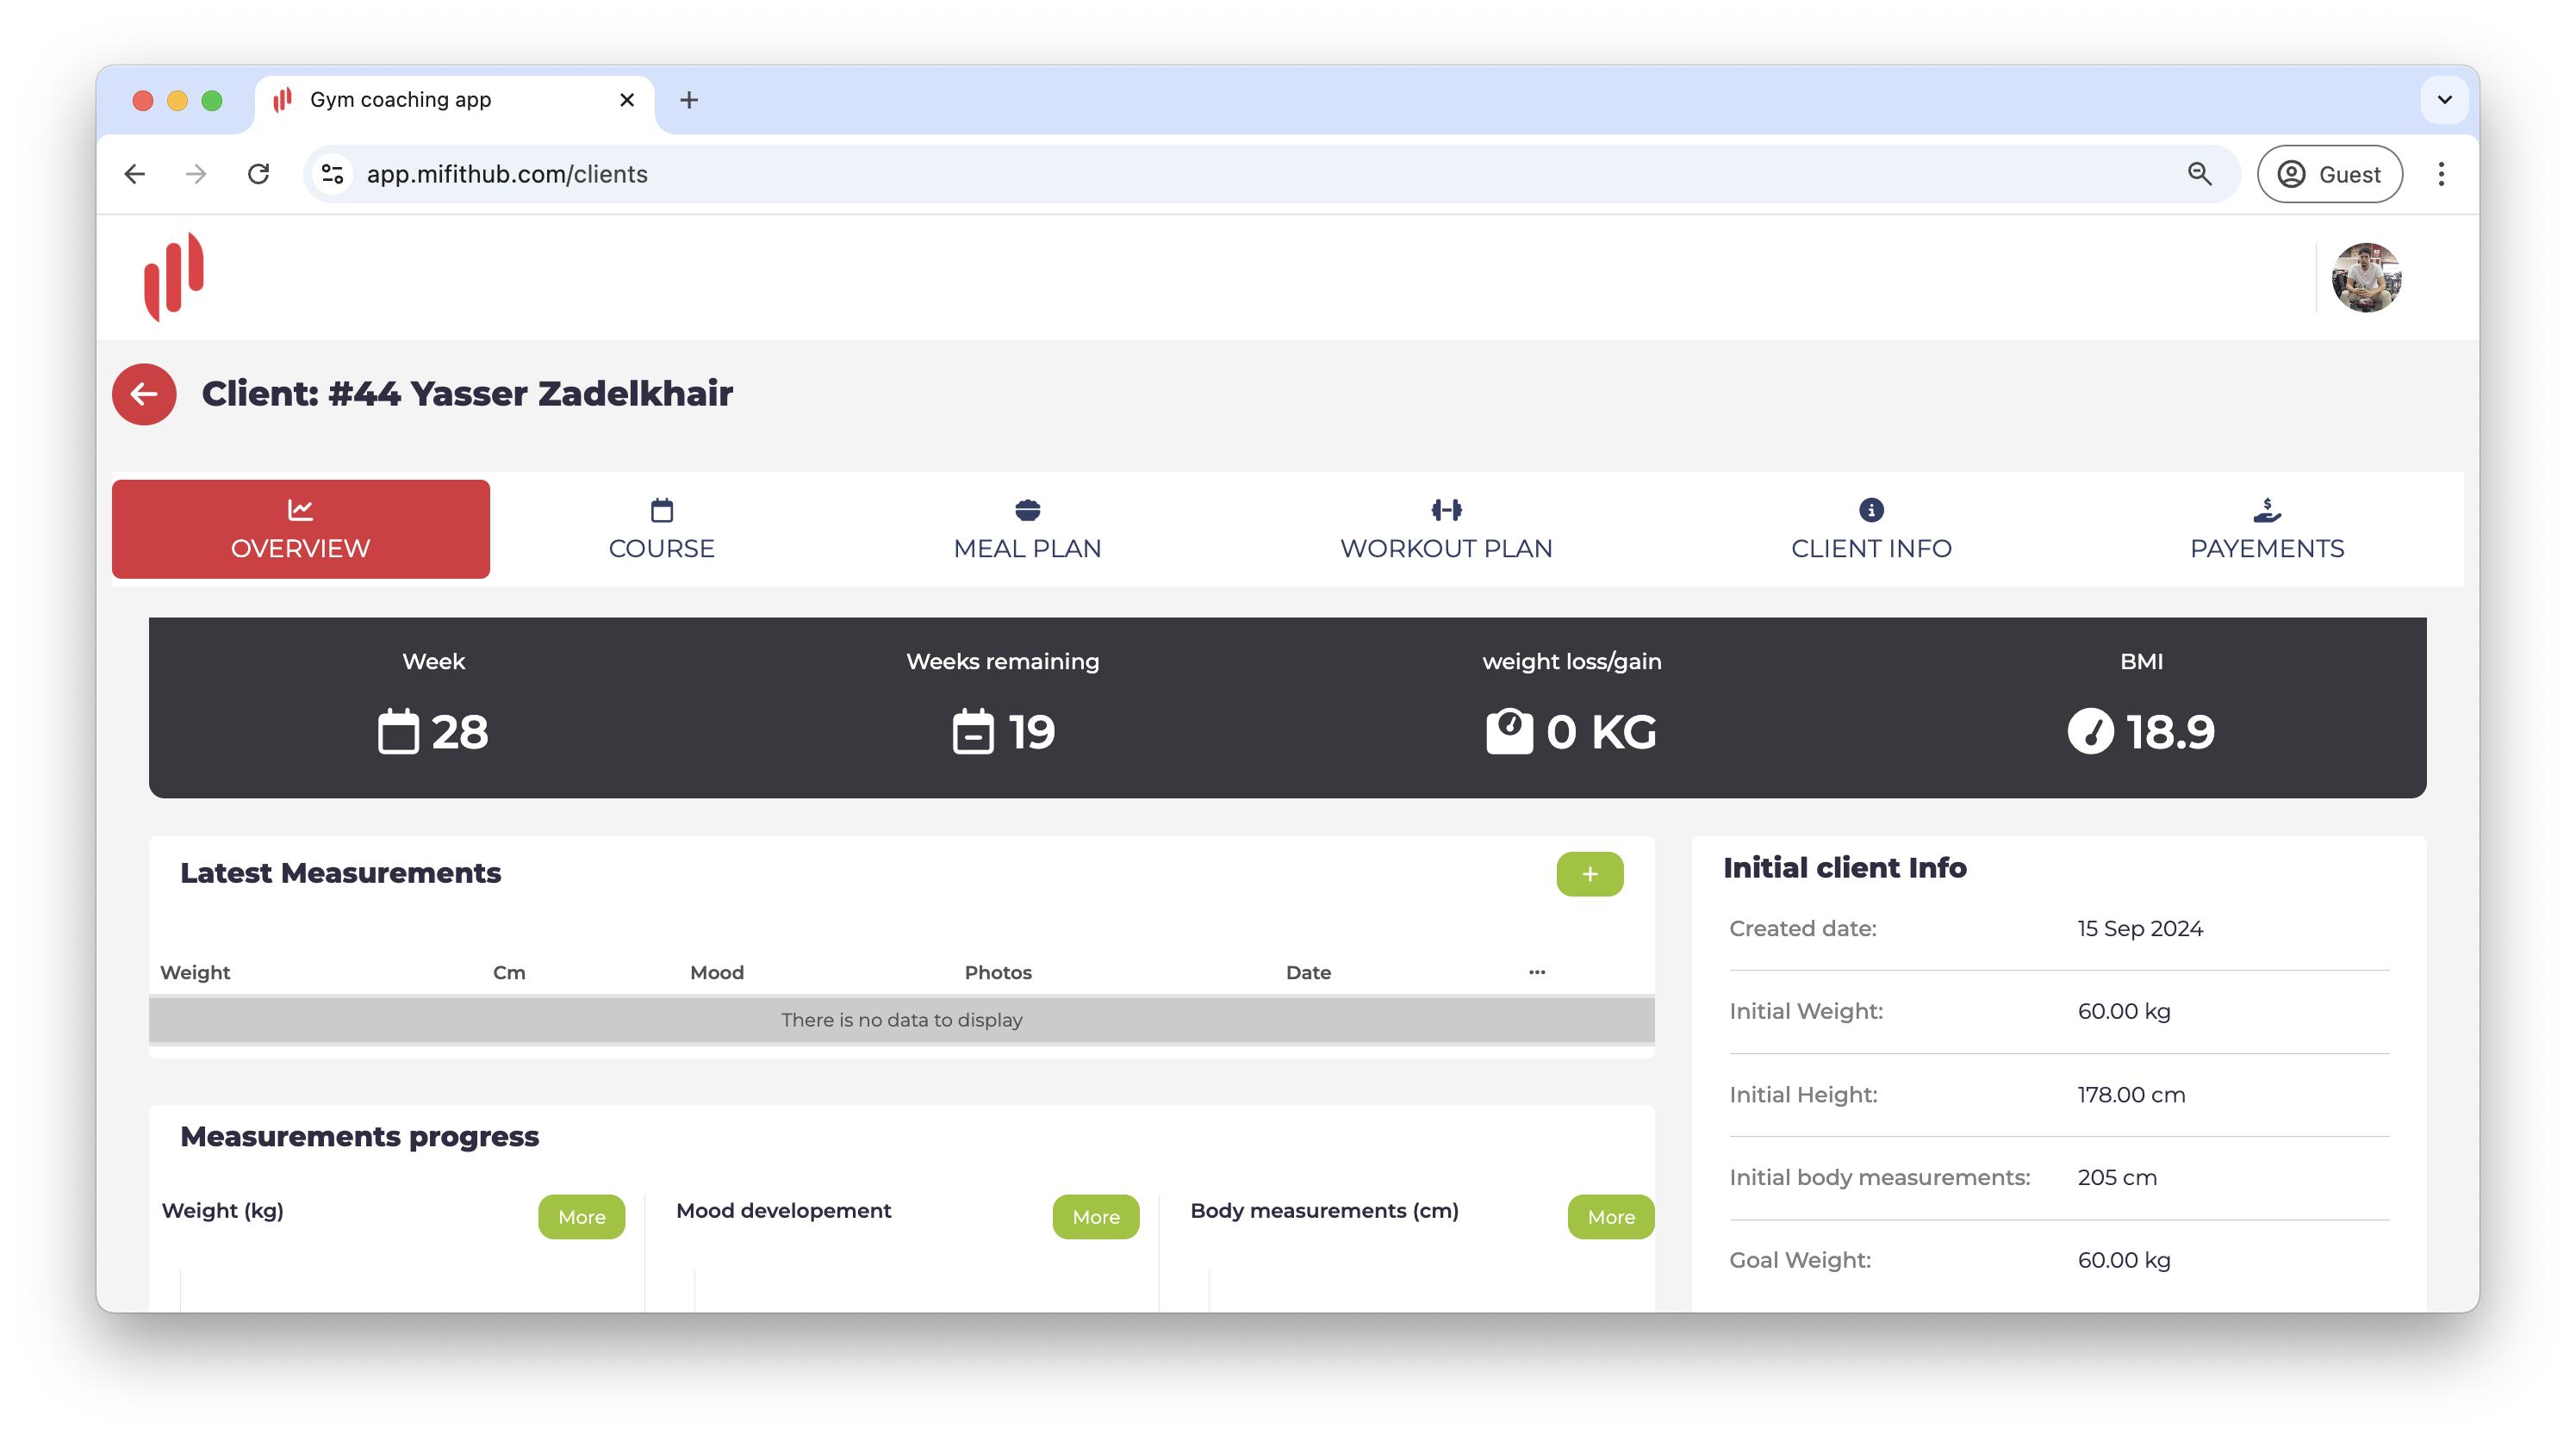 Gym coaching app
app.mifithub.com/clients
Guest
Client: #44 Yasser Zadelkhair
OVERVIEW
COURSE
MEAL PLAN
WORKOUT PLAN
CLIENT INFO
PAYEMENTS
Week
28
Weeks remaining
19
weight loss/gain
0 KG
BMI
18.9
Latest Measurements
+
Weight Cm Mood Photos Date ...
There is no data to display
Measurements progress
Weight (kg)
More
Mood developement
More
Body measurements (cm)
More
Initial client Info
Created date: 15 Sep 2024
Initial Weight: 60.00 kg
Initial Height: 178.00 cm
Initial body measurements: 205 cm
Goal Weight: 60.00 kg